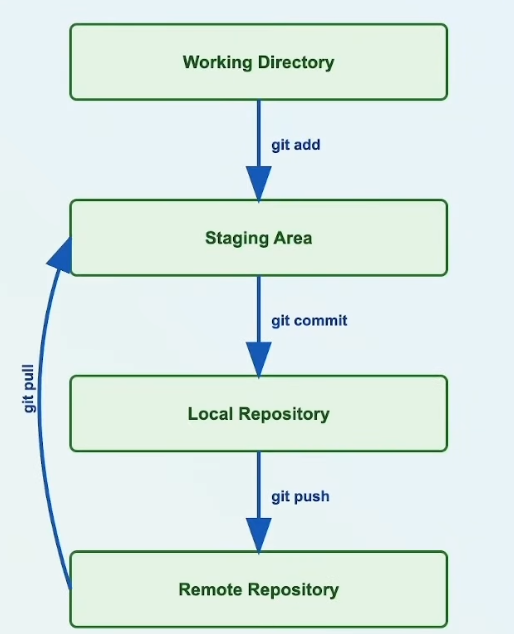 Working Directory
git add
Staging Area
git commit
git pull
Local Repository
git push
Remote Repository